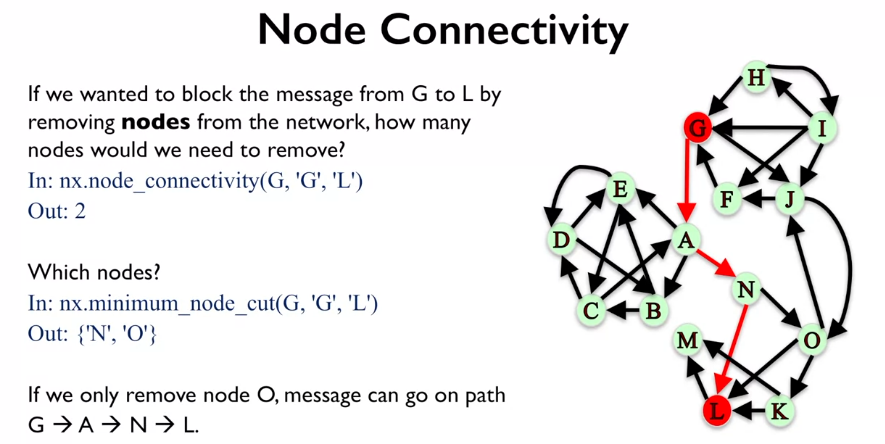 Node Connectivity
If we wanted to block the message from G to L by
removing nodes from the network, how many
nodes would we need to remove?
In: nx.node_connectivity(G, 'G', 'L')
Out: 2
Which nodes?
In: nx.minimum_node_cut(G, 'G', 'L')
Out: {'N', 'O'}
If we only remove node O, message can go on path
G → A → N → L.
H
G
I
E
F
J
D
A
N
C
B
M
O
L
K